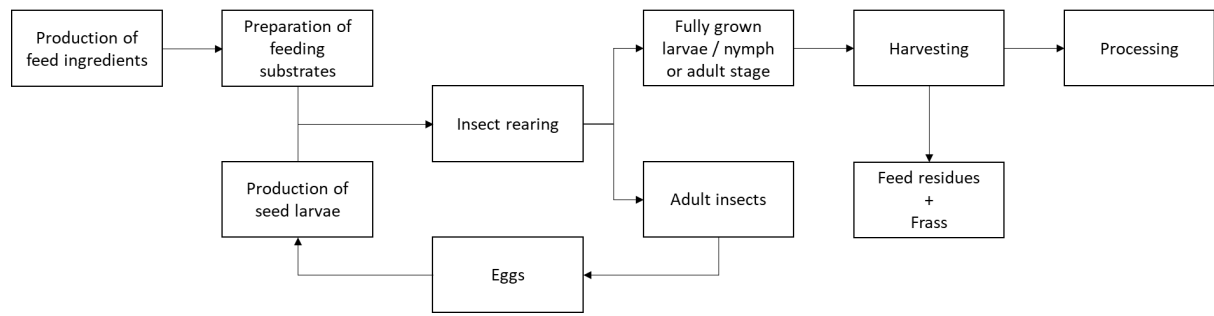 Production of
feed ingredients
Preparation of
feeding
substrates
Fully grown
larvae / nymph
or adult stage
Harvesting
Processing
Insect rearing
Production of
seed larvae
Adult insects
Feed residues
+
Frass
Eggs